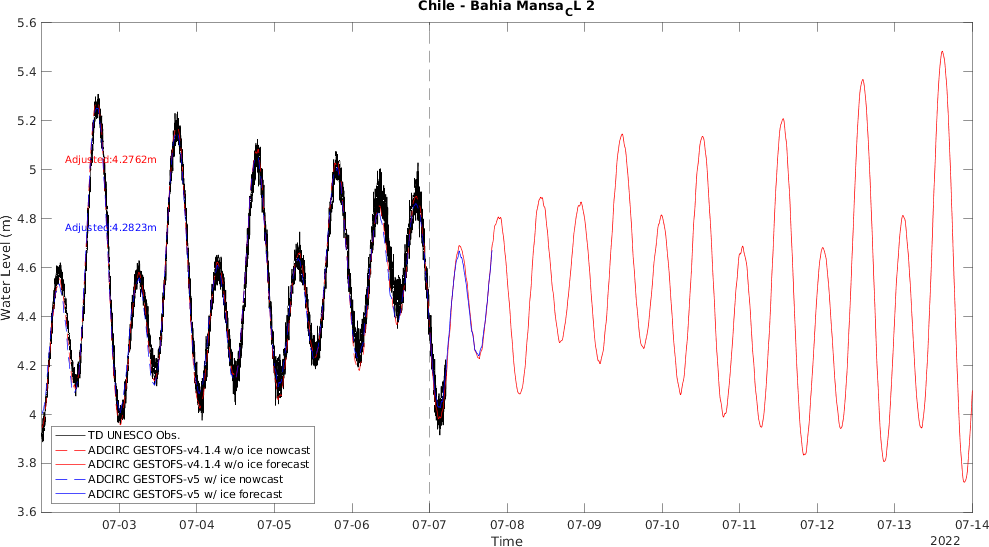 Chile - Bahia Mansa_CL 2
5.6
5.4
5.2
5
4.8
4.6
4.4
4.2
4
3.8
3.6
Water Level (m)
Adjusted:4.2762m
Adjusted:4.2823m
TD UNESCO Obs.
ADCIRC GESTOFS-v4.1.4 w/o ice nowcast
ADCIRC GESTOFS-v4.1.4 w/o ice forecast
ADCIRC GESTOFS-v5 w/ ice nowcast
ADCIRC GESTOFS-v5 w/ ice forecast
07-03 07-04 07-05 07-06 07-07 07-08 07-09 07-10 07-11 07-12 07-13 07-14
Time
2022